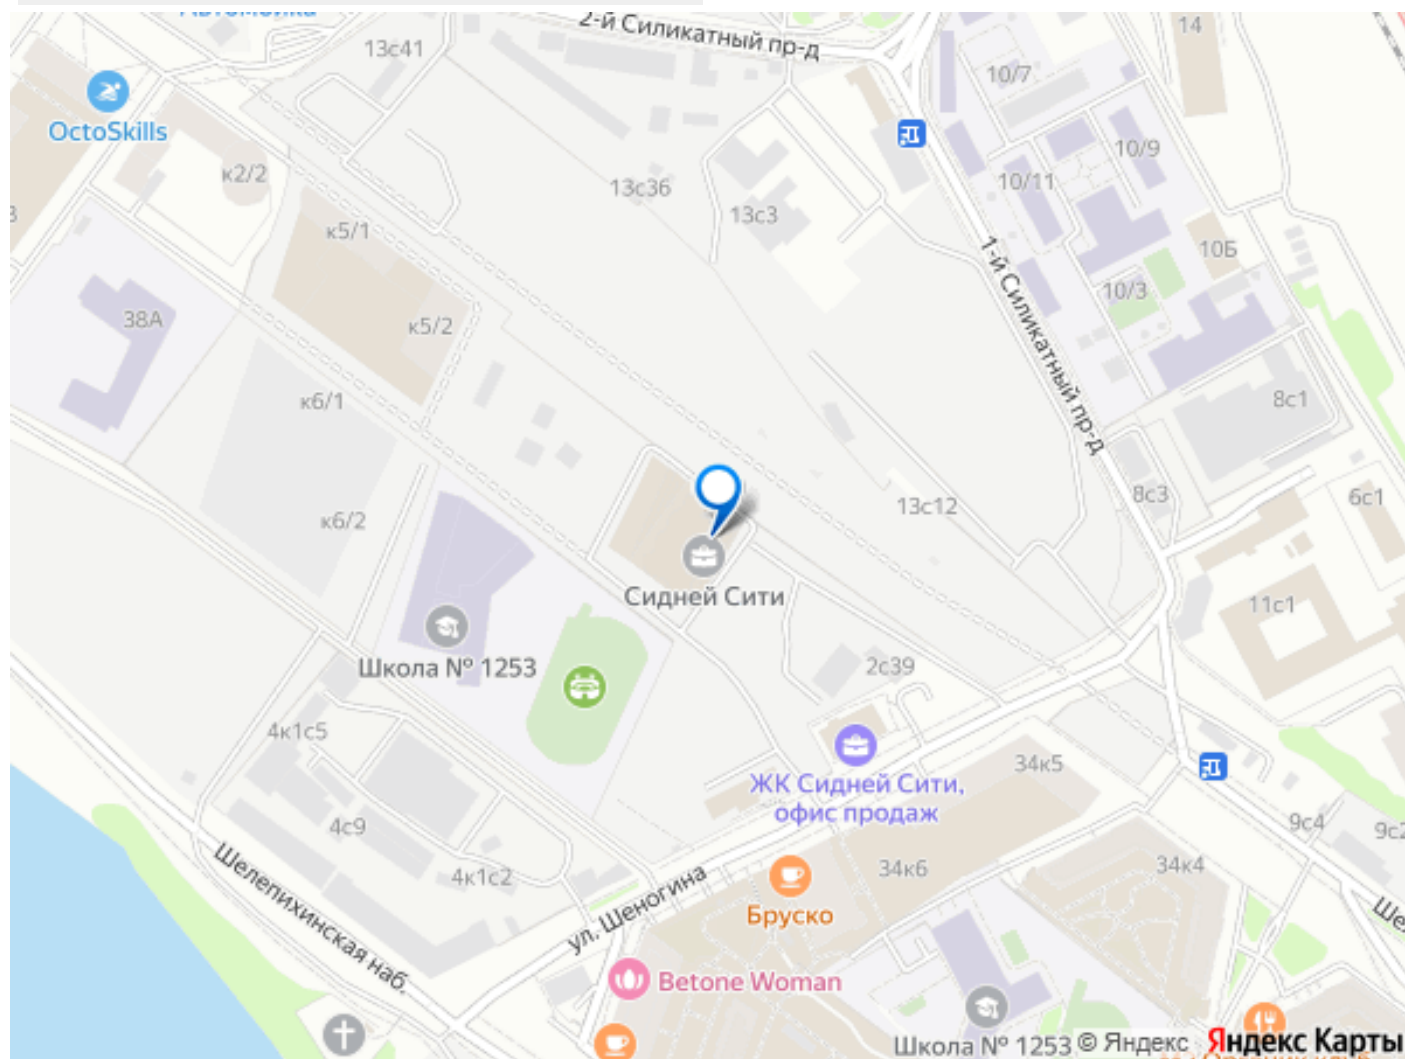 2-й Силикатный пр-д
14
13с41
10/7
OctoSkills
10/9
к2/2
10/11
13с36
13с3
к5/1
10Б
1-й Силикатный пр-д
10/3
38А
к5/2
к6/1
8с1
8с3
6с1
13с12
к6/2
Сидней Сити
11с1
Школа № 1253
2с39
4к1с5
34к5
ЖК Сидней Сити,
офис продаж
4с9
9с4
9с2
34к6
34к4
4к1с2
Шелепихинская наб.
ул. Шеногина
Бруско
Betone Woman
Школа № 1253
© Яндекс
Яндекс Карты